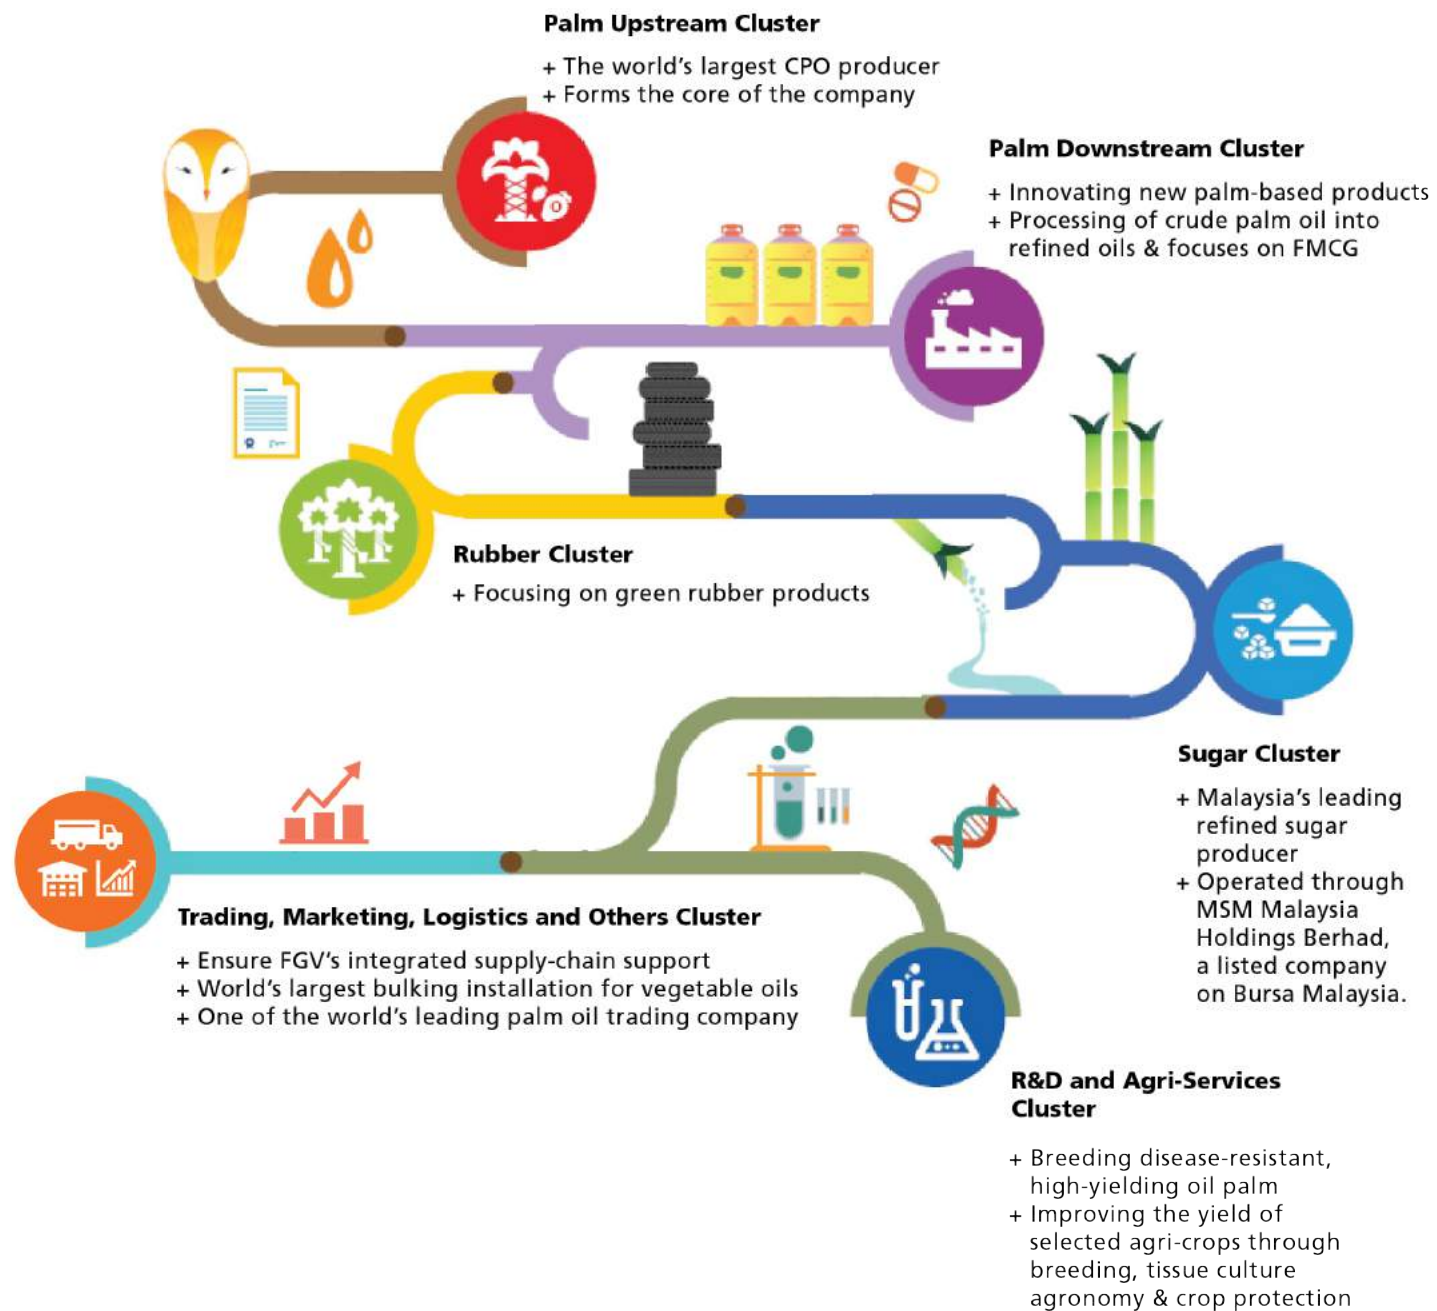 Palm Upstream Cluster
+ The world's largest CPO producer
+ Forms the core of the company
Palm Downstream Cluster
+ Innovating new palm-based products
+ Processing of crude palm oil into
refined oils & focuses on FMCG
Rubber Cluster
+ Focusing on green rubber products
Sugar Cluster
+ Malaysia's leading
refined sugar
producer
+ Operated through
MSM Malaysia
Holdings Berhad,
a listed company
on Bursa Malaysia.
Trading, Marketing, Logistics and Others Cluster
+ Ensure FGV's integrated supply-chain support
+ World's largest bulking installation for vegetable oils
+ One of the world's leading palm oil trading company
R&D and Agri-Services
Cluster
+ Breeding disease-resistant,
high-yielding oil palm
+ Improving the yield of
selected agri-crops through
breeding, tissue culture
agronomy & crop protection